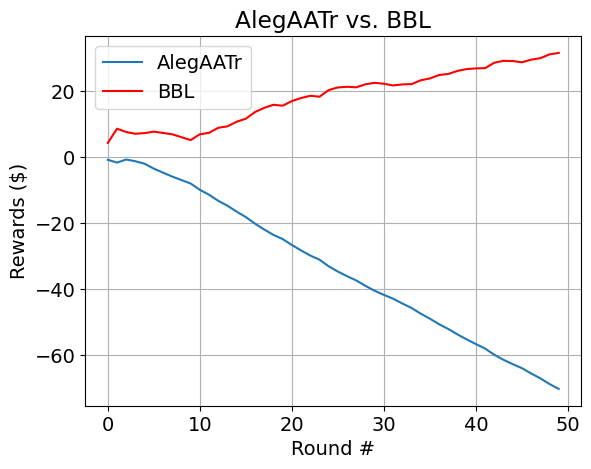 AlegAATr vs. BBL
AlegAATr
BBL
Rewards ($)
20
0
−20
−40
−60
0 10 20 30 40 50
Round #